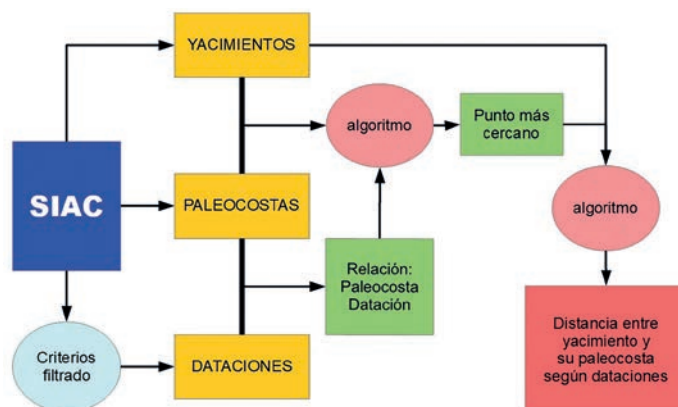 YACIMIENTOS
algoritmo
Punto más
cercano
SIAC
PALEOCOSTAS
algoritmo
Relación:
Paleocosta
Datación
Criterios
filtrado
DATACIONES
Distancia entre
yacimiento y
su paleocosta
según dataciones